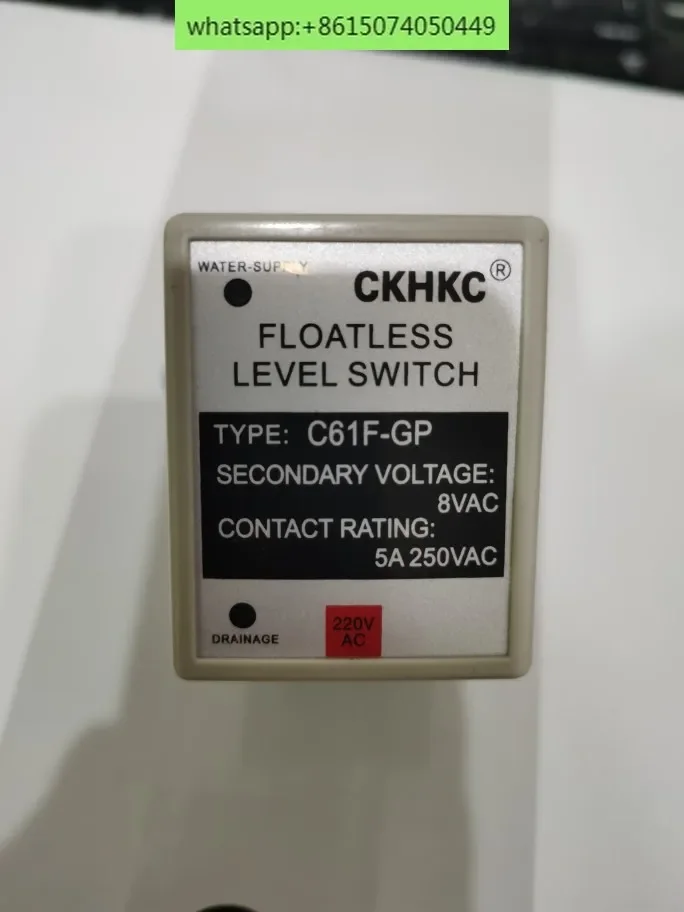 whatsapp:+8615074050449
WATER-SUPPLY
CKHKC®
FLOATLESS
LEVEL SWITCH
TYPE: C61F-GP
SECONDARY VOLTAGE:
8VAC
CONTACT RATING:
5A 250VAC
220V
AC
DRAINAGE